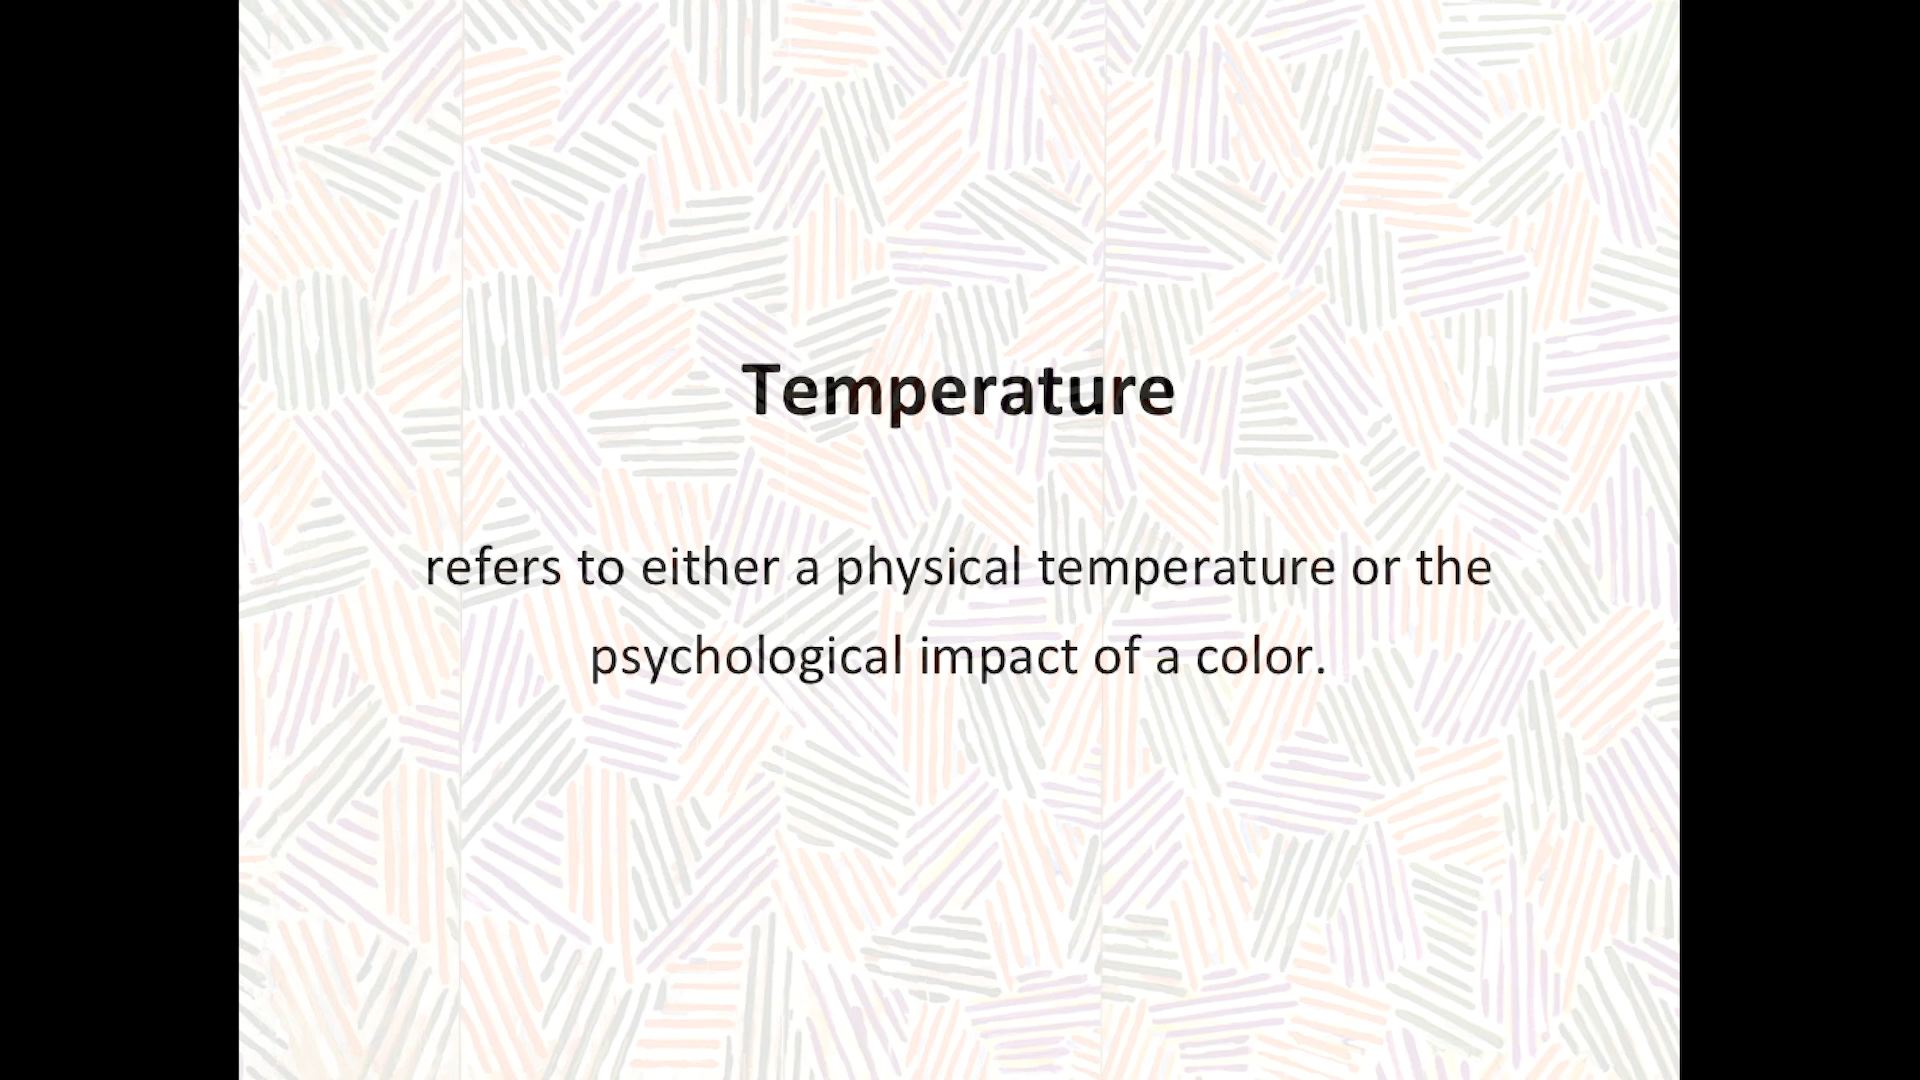 Temperature
refers to either a physical temperature or the
psychological impact of a color.